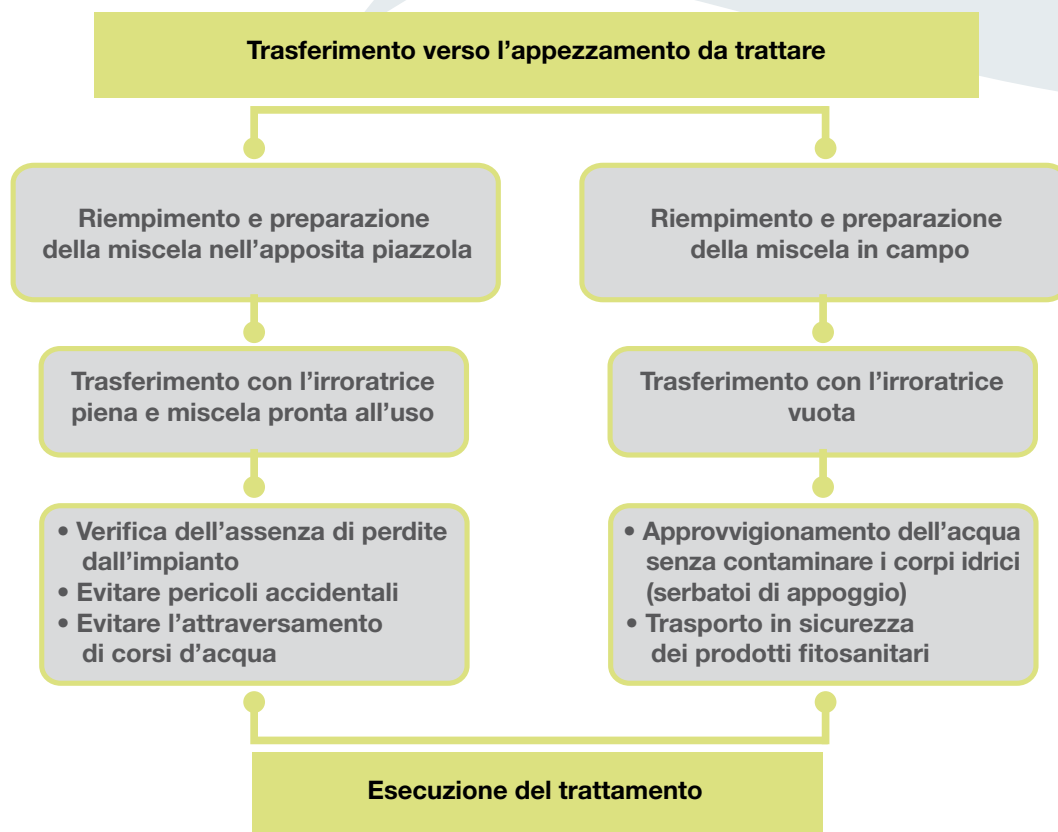 Trasferimento verso l'appezzamento da trattare
Riempimento e preparazione
della miscela nell'apposita piazzola
Riempimento e preparazione
della miscela in campo
Trasferimento con l'irroratrice
piena e miscela pronta all'uso
Trasferimento con l'irroratrice
vuota
• Verifica dell'assenza di perdite
dall'impianto
• Evitare pericoli accidentali
• Evitare l'attraversamento
di corsi d'acqua
• Approvvigionamento dell'acqua
senza contaminare i corpi idrici
(serbatoi di appoggio)
• Trasporto in sicurezza
dei prodotti fitosanitari
Esecuzione del trattamento